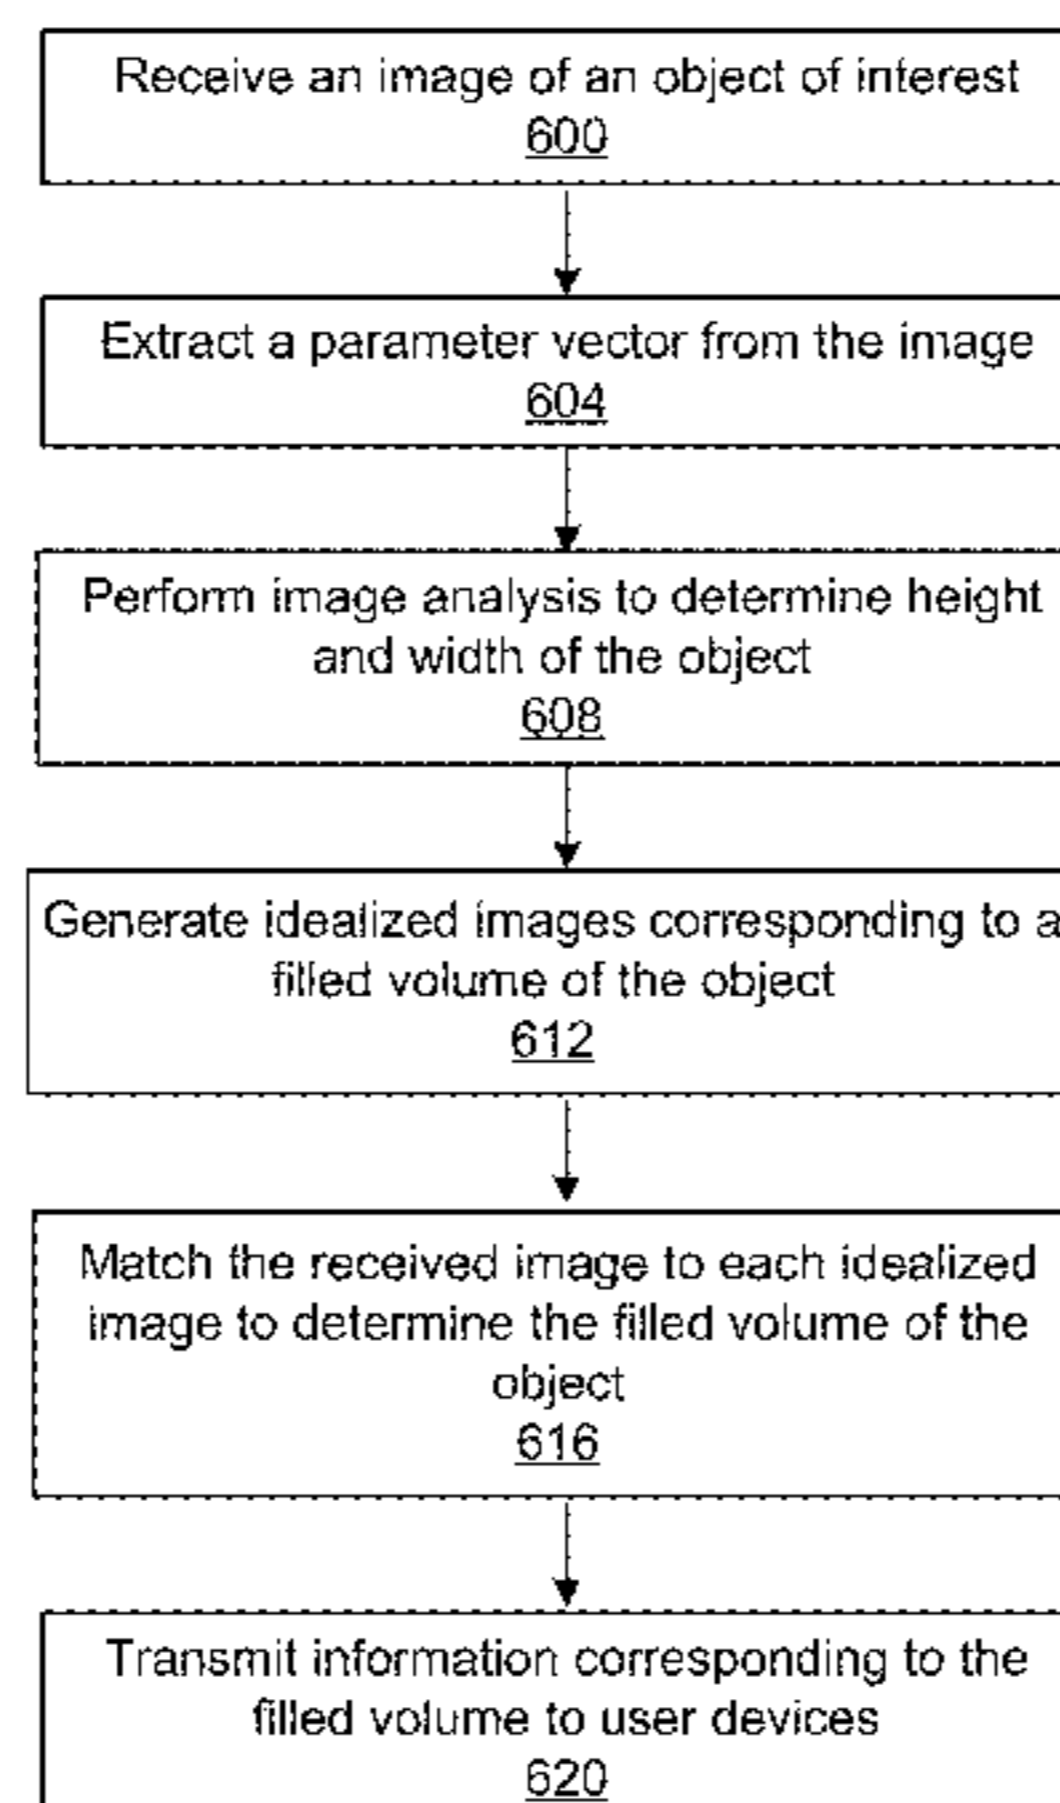 Receive an image of an object of interest
600
Extract a parameter vector from the image
604
Perform image analysis to determine height
and width of the object
608
Generate idealized images corresponding to a
filled volume of the object
612
Match the received image to each idealized
image to determine the filled volume of the
object
616
Transmit information corresponding to the
filled volume to user devices
620